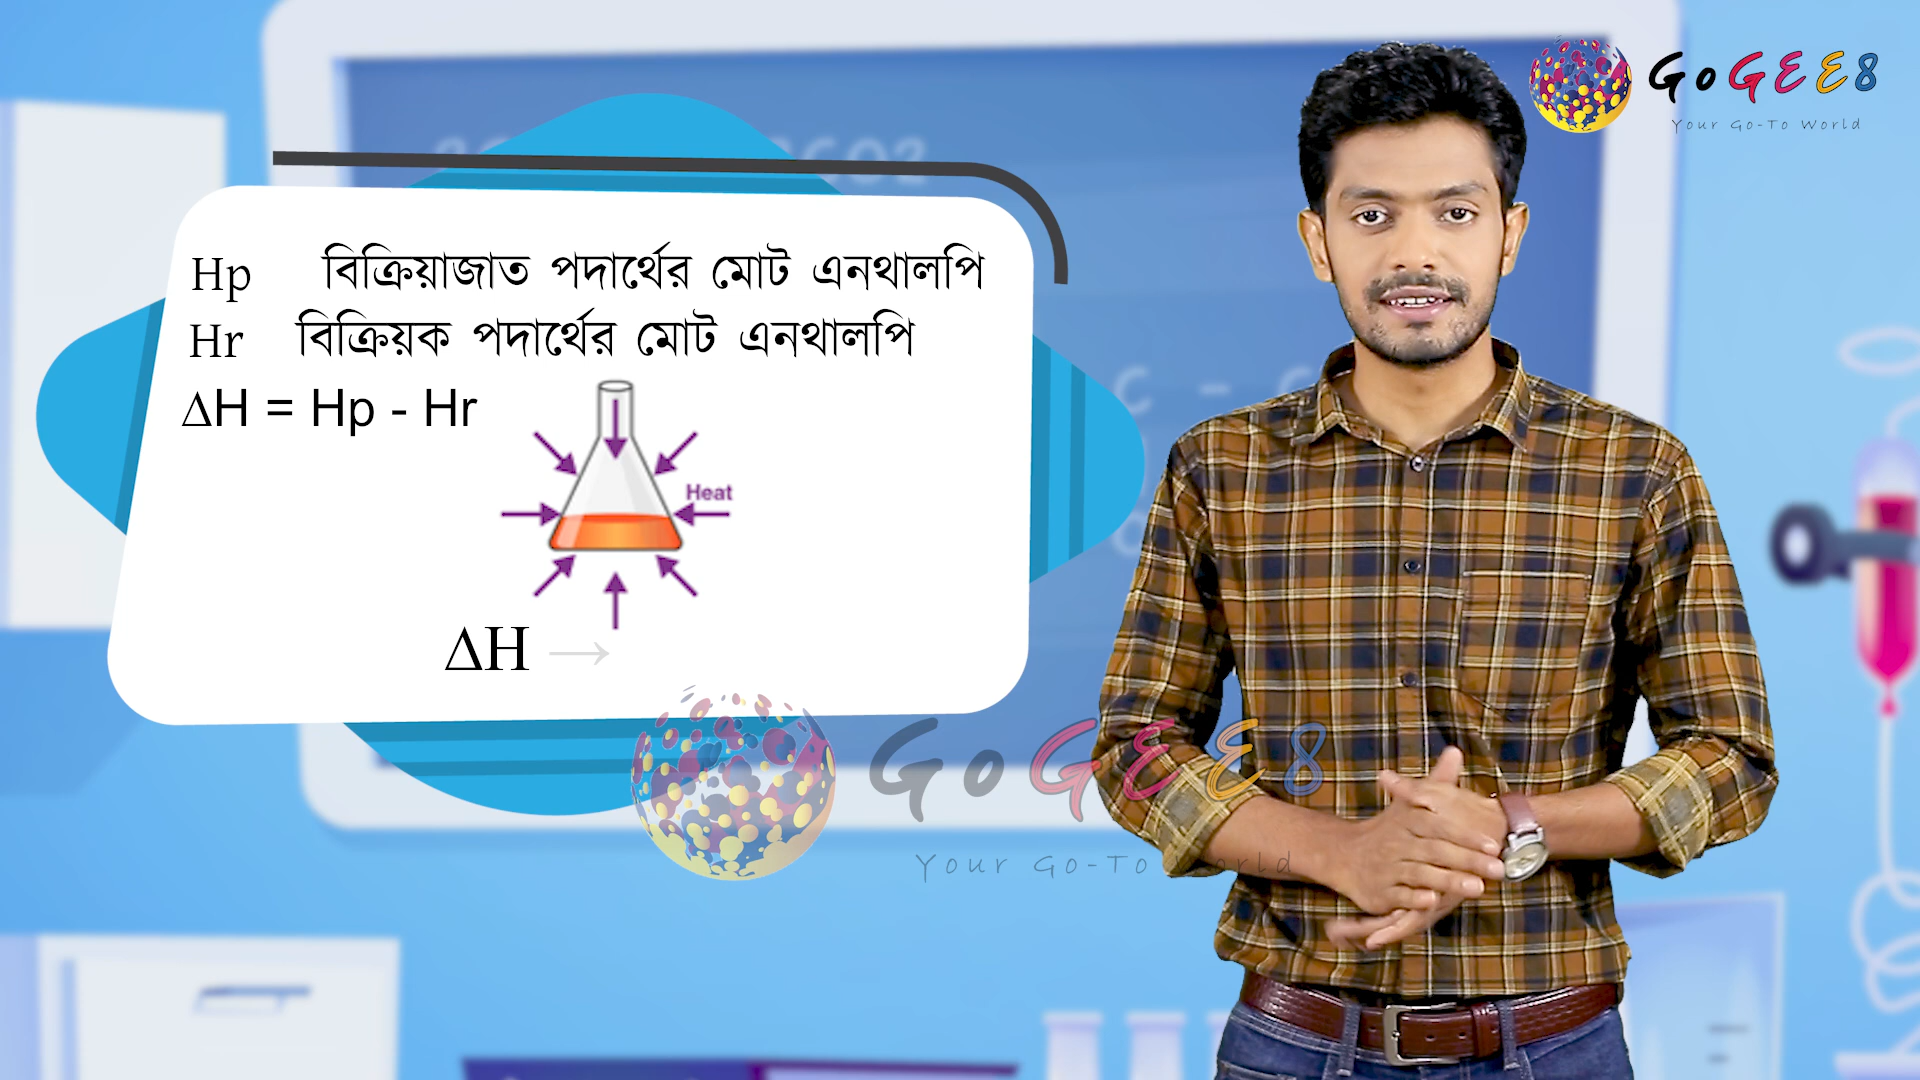 GoGEE8
Your Go-To World
Hp বিক্রিয়াজাত পদার্থের মোট এনথালপি
Hr বিক্রিয়ক পদার্থের মোট এনথালপি
ΔH = Hp - Hr
Heat
ΔH →
GoGEE8
Your Go-To World